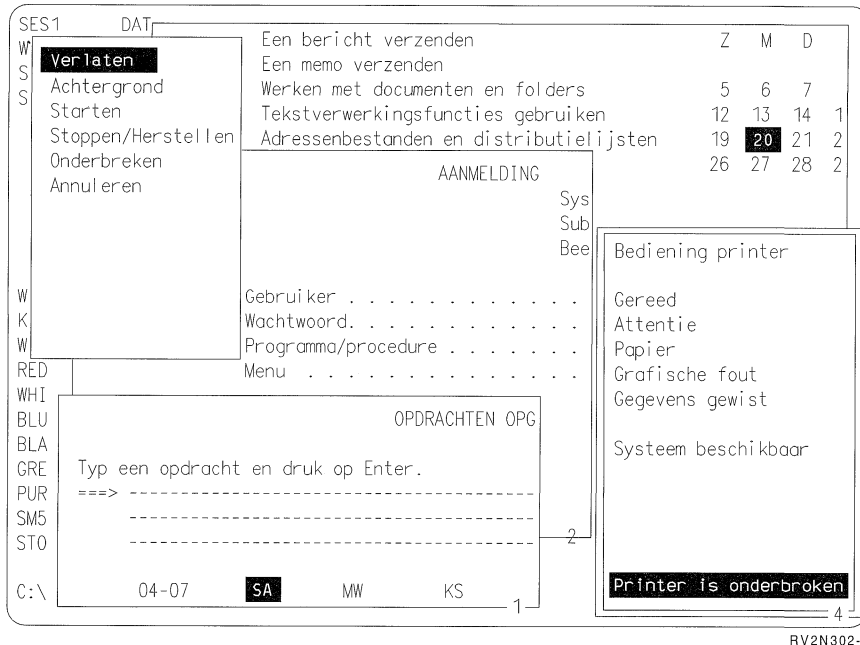 SES1 DAT
W
S
S
Verlaten
Achtergrond
Starten
Stoppen/Herstellen
Onderbreken
Annuleren
Een bericht verzenden
Een memo verzenden
Werken met documenten en folders
Tekstverwerkingsfuncties gebruiken
Adressenbestanden en distributielijsten
Z M D
5 6 7
12 13 14 1
19 20 21 2
26 27 28 2
AANMELDING
Sys
Sub
Bee
Gebruiker . . . . . . . . . . . .
Wachtwoord. . . . . . . . . . . .
Programma/procedure . . . . . . .
Menu . . . . . . . . . . . . . .
2
W
K
W
RED
WHI
BLU
BLA
GRE
PUR
SM5
STO
C:\
OPDRACHTEN OPG
Typ een opdracht en druk op Enter.
===> ----------------------------------
----------------------------------
----------------------------------
04-07 SA MW KS
1
Bediening printer
Gereed
Attentie
Papier
Grafische fout
Gegevens gewist
Systeem beschikbaar
Printer is onderbroken
4
RV2N302-